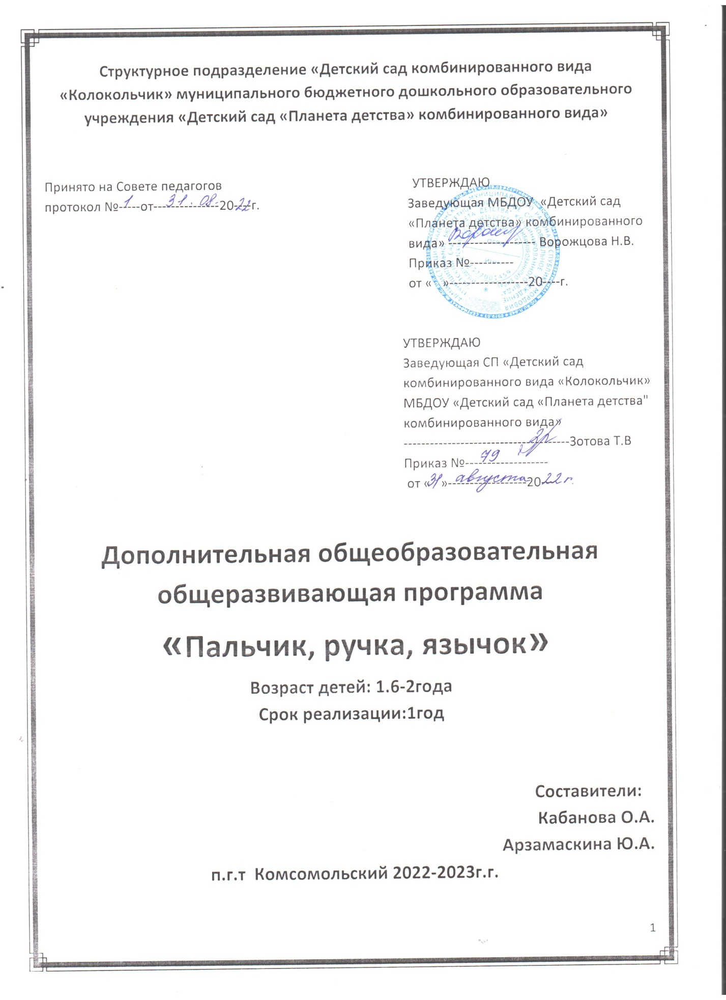 Структурное подразделение «Детский сад комбинированного вида
«Колокольчик» муниципального бюджетного дошкольного образовательного
учреждения «Детский сад «Планета детства» комбинированного вида»
Принято на Совете педагогов
протокол №--1---от---31.08.---2022г.
УТВЕРЖДАЮ
Заведующая МБДОУ «Детский сад
«Планета детства» комбинированного
вида» -------------------- Ворожцова Н.В.
Приказ №----------
от « »-------------------20----г.
УТВЕРЖДАЮ
Заведующая СП «Детский сад
комбинированного вида «Колокольчик»
МБДОУ «Детский сад «Планета детства"
комбинированного вида»
---------------------------------------Зотова Т.В
Приказ №---79---
от «31»---августа---2022 г.
Дополнительная общеобразовательная
общеразвивающая программа
«Пальчик, ручка, язычок»
Возраст детей: 1.6-2года
Срок реализации:1год
Составители:
Кабанова О.А.
Арзамаскина Ю.А.
п.г.т Комсомольский 2022-2023г.г.
1